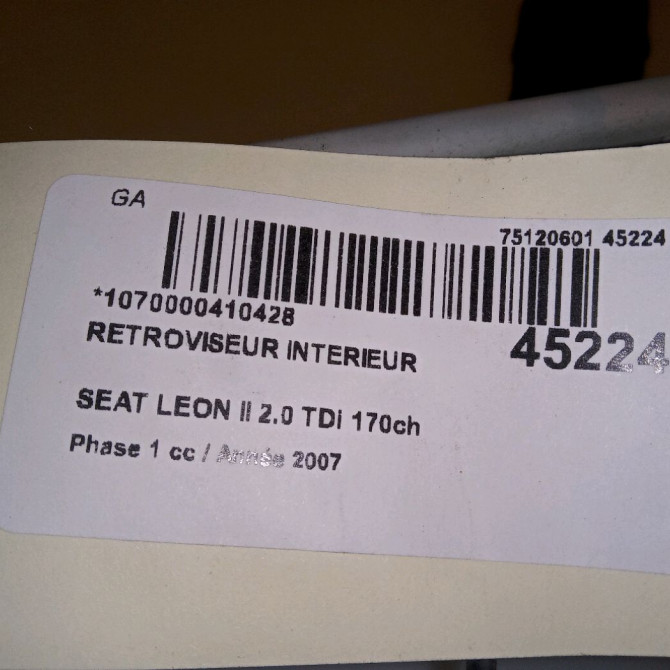 GA
75120601 45224
*1070000410428
45224
RETROVISEUR INTERIEUR
SEAT LEON II 2.0 TDi 170ch
Phase 1 cc / Année 2007